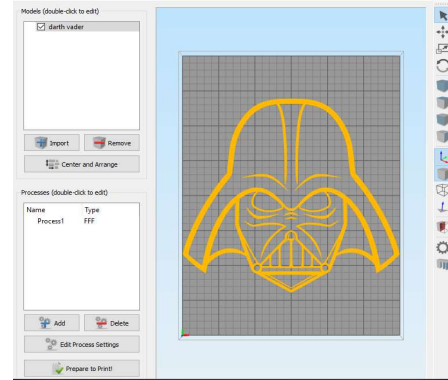 Models (double-click to edit)
darth vader
Import
Remove
Center and Arrange
Processes (double-click to edit)
Name Type
Process1 FFF
Add
Delete
Edit Process Settings
Prepare to Print!